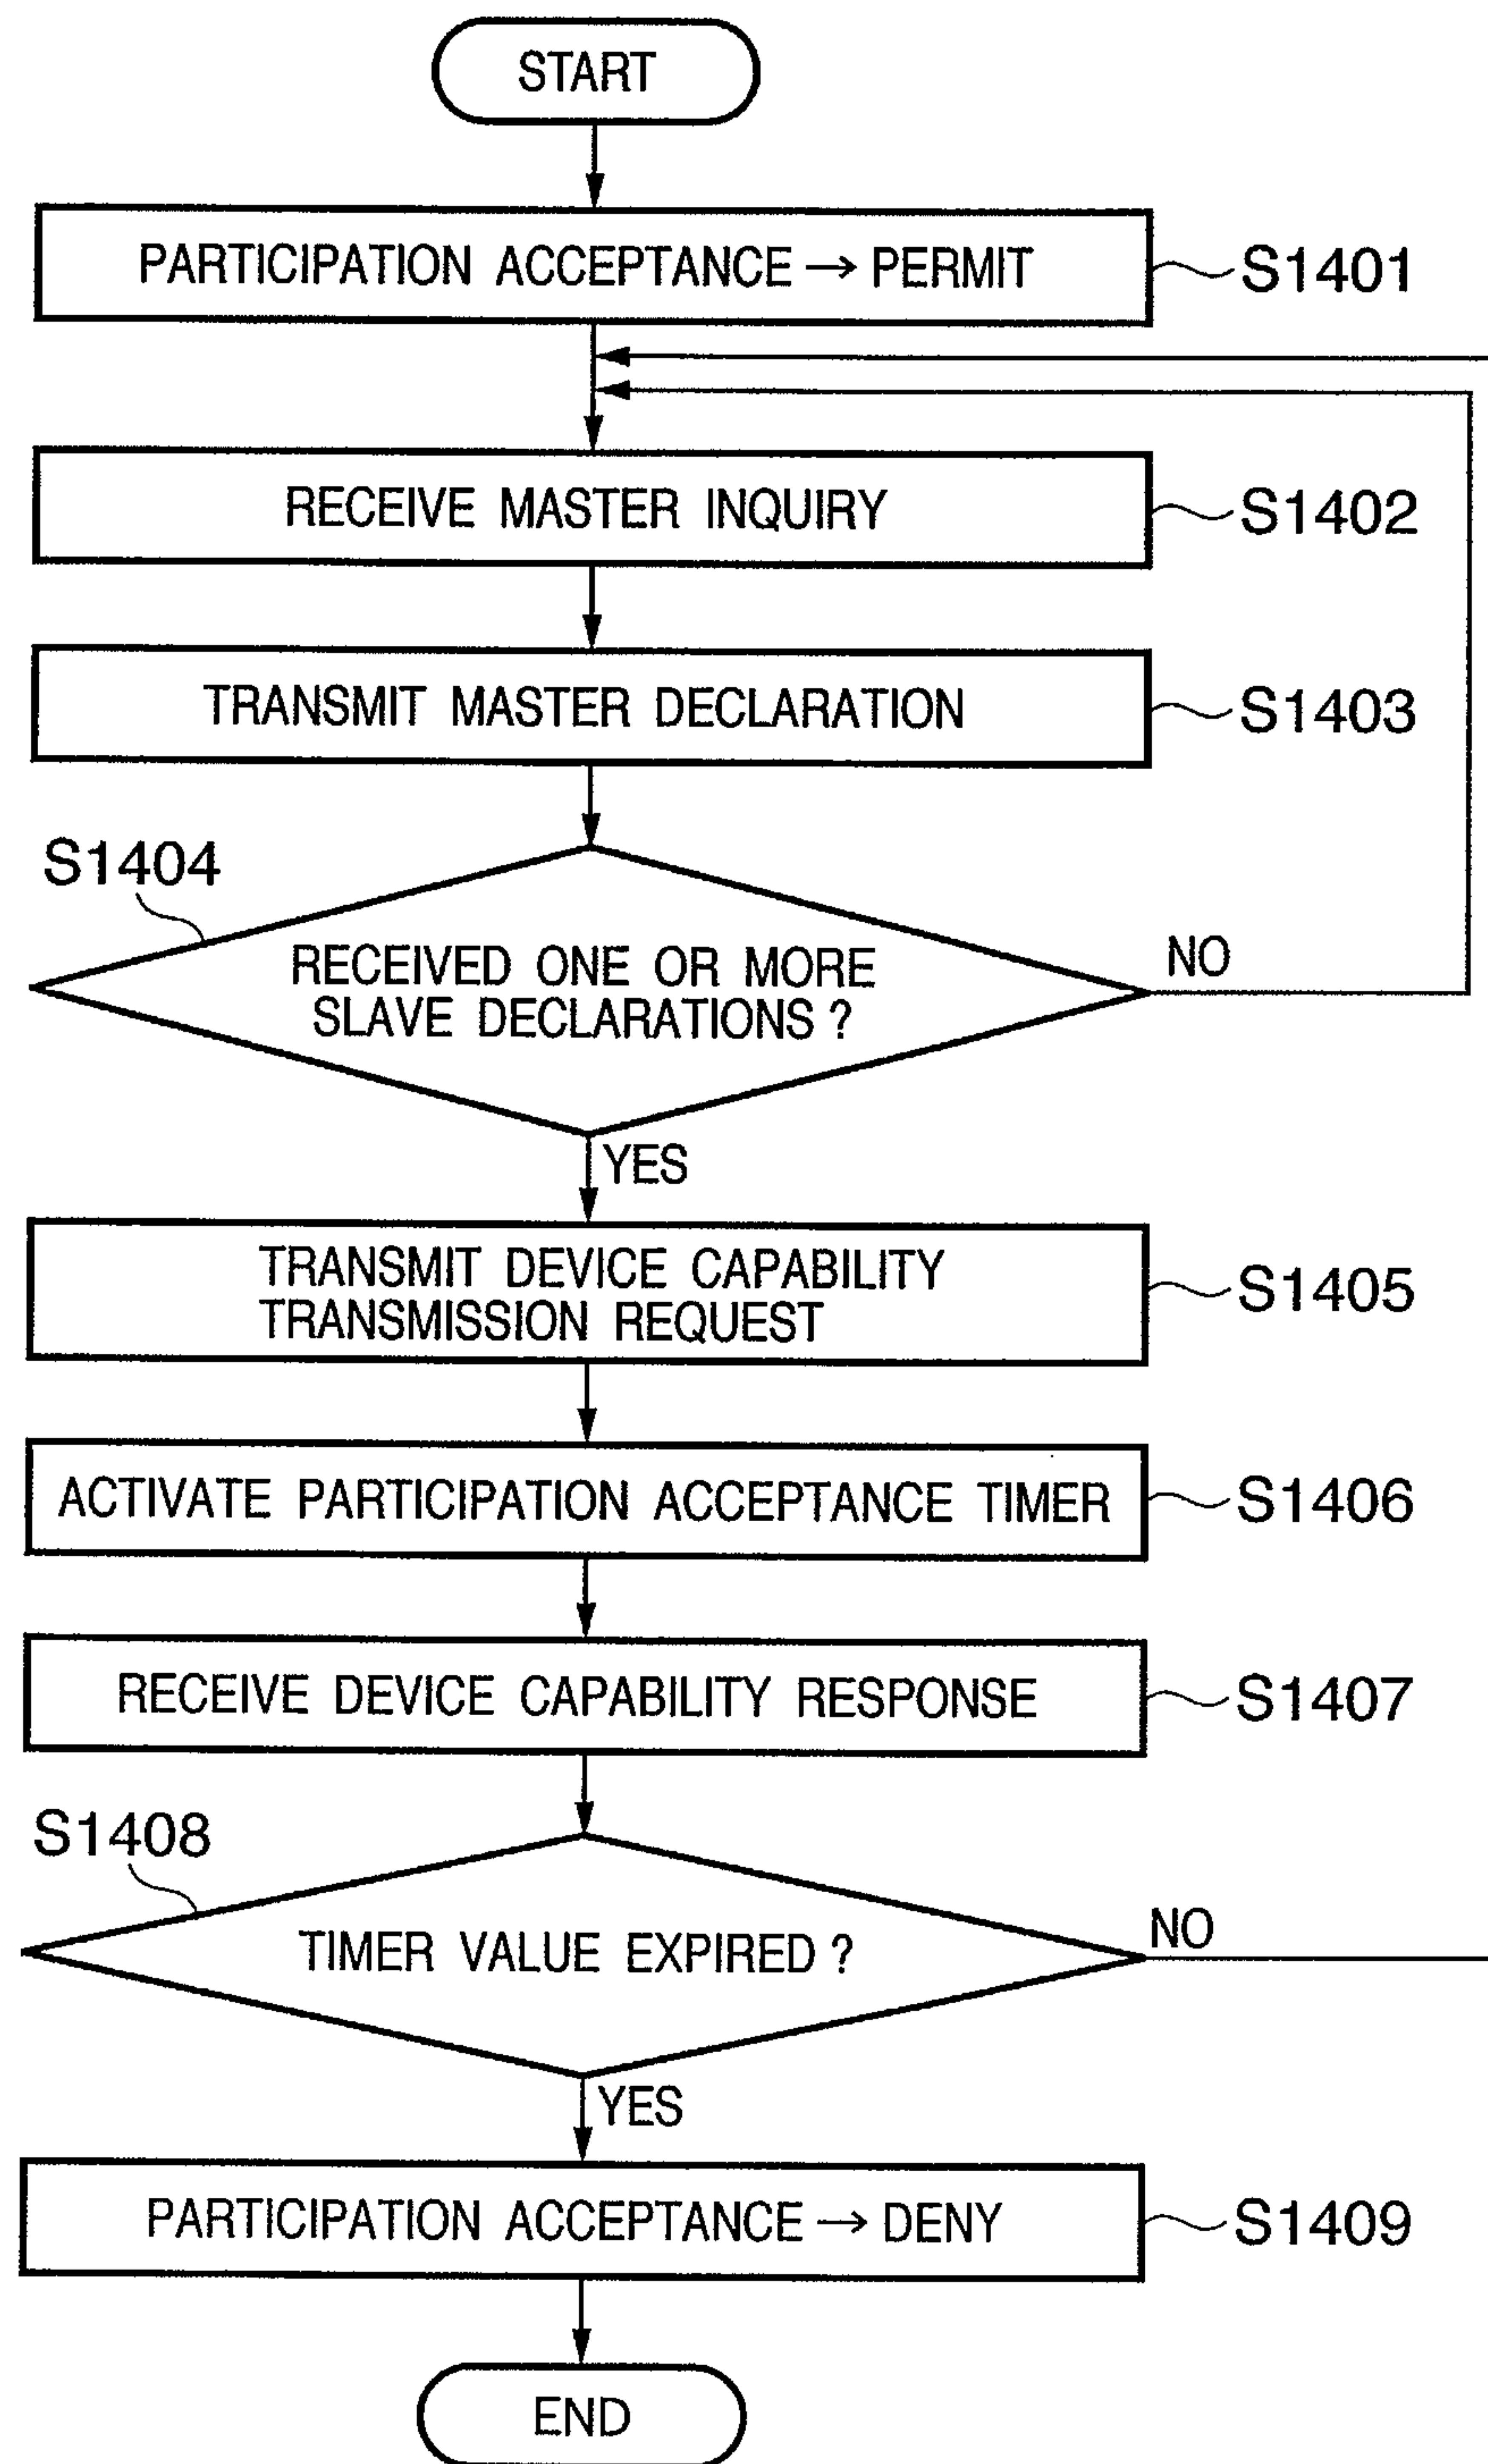 START
PARTICIPATION ACCEPTANCE → PERMIT
S1401
RECEIVE MASTER INQUIRY
S1402
TRANSMIT MASTER DECLARATION
S1403
S1404
RECEIVED ONE OR MORE
SLAVE DECLARATIONS ?
NO
YES
TRANSMIT DEVICE CAPABILITY
TRANSMISSION REQUEST
S1405
ACTIVATE PARTICIPATION ACCEPTANCE TIMER
S1406
RECEIVE DEVICE CAPABILITY RESPONSE
S1407
S1408
TIMER VALUE EXPIRED ?
NO
YES
PARTICIPATION ACCEPTANCE → DENY
S1409
END